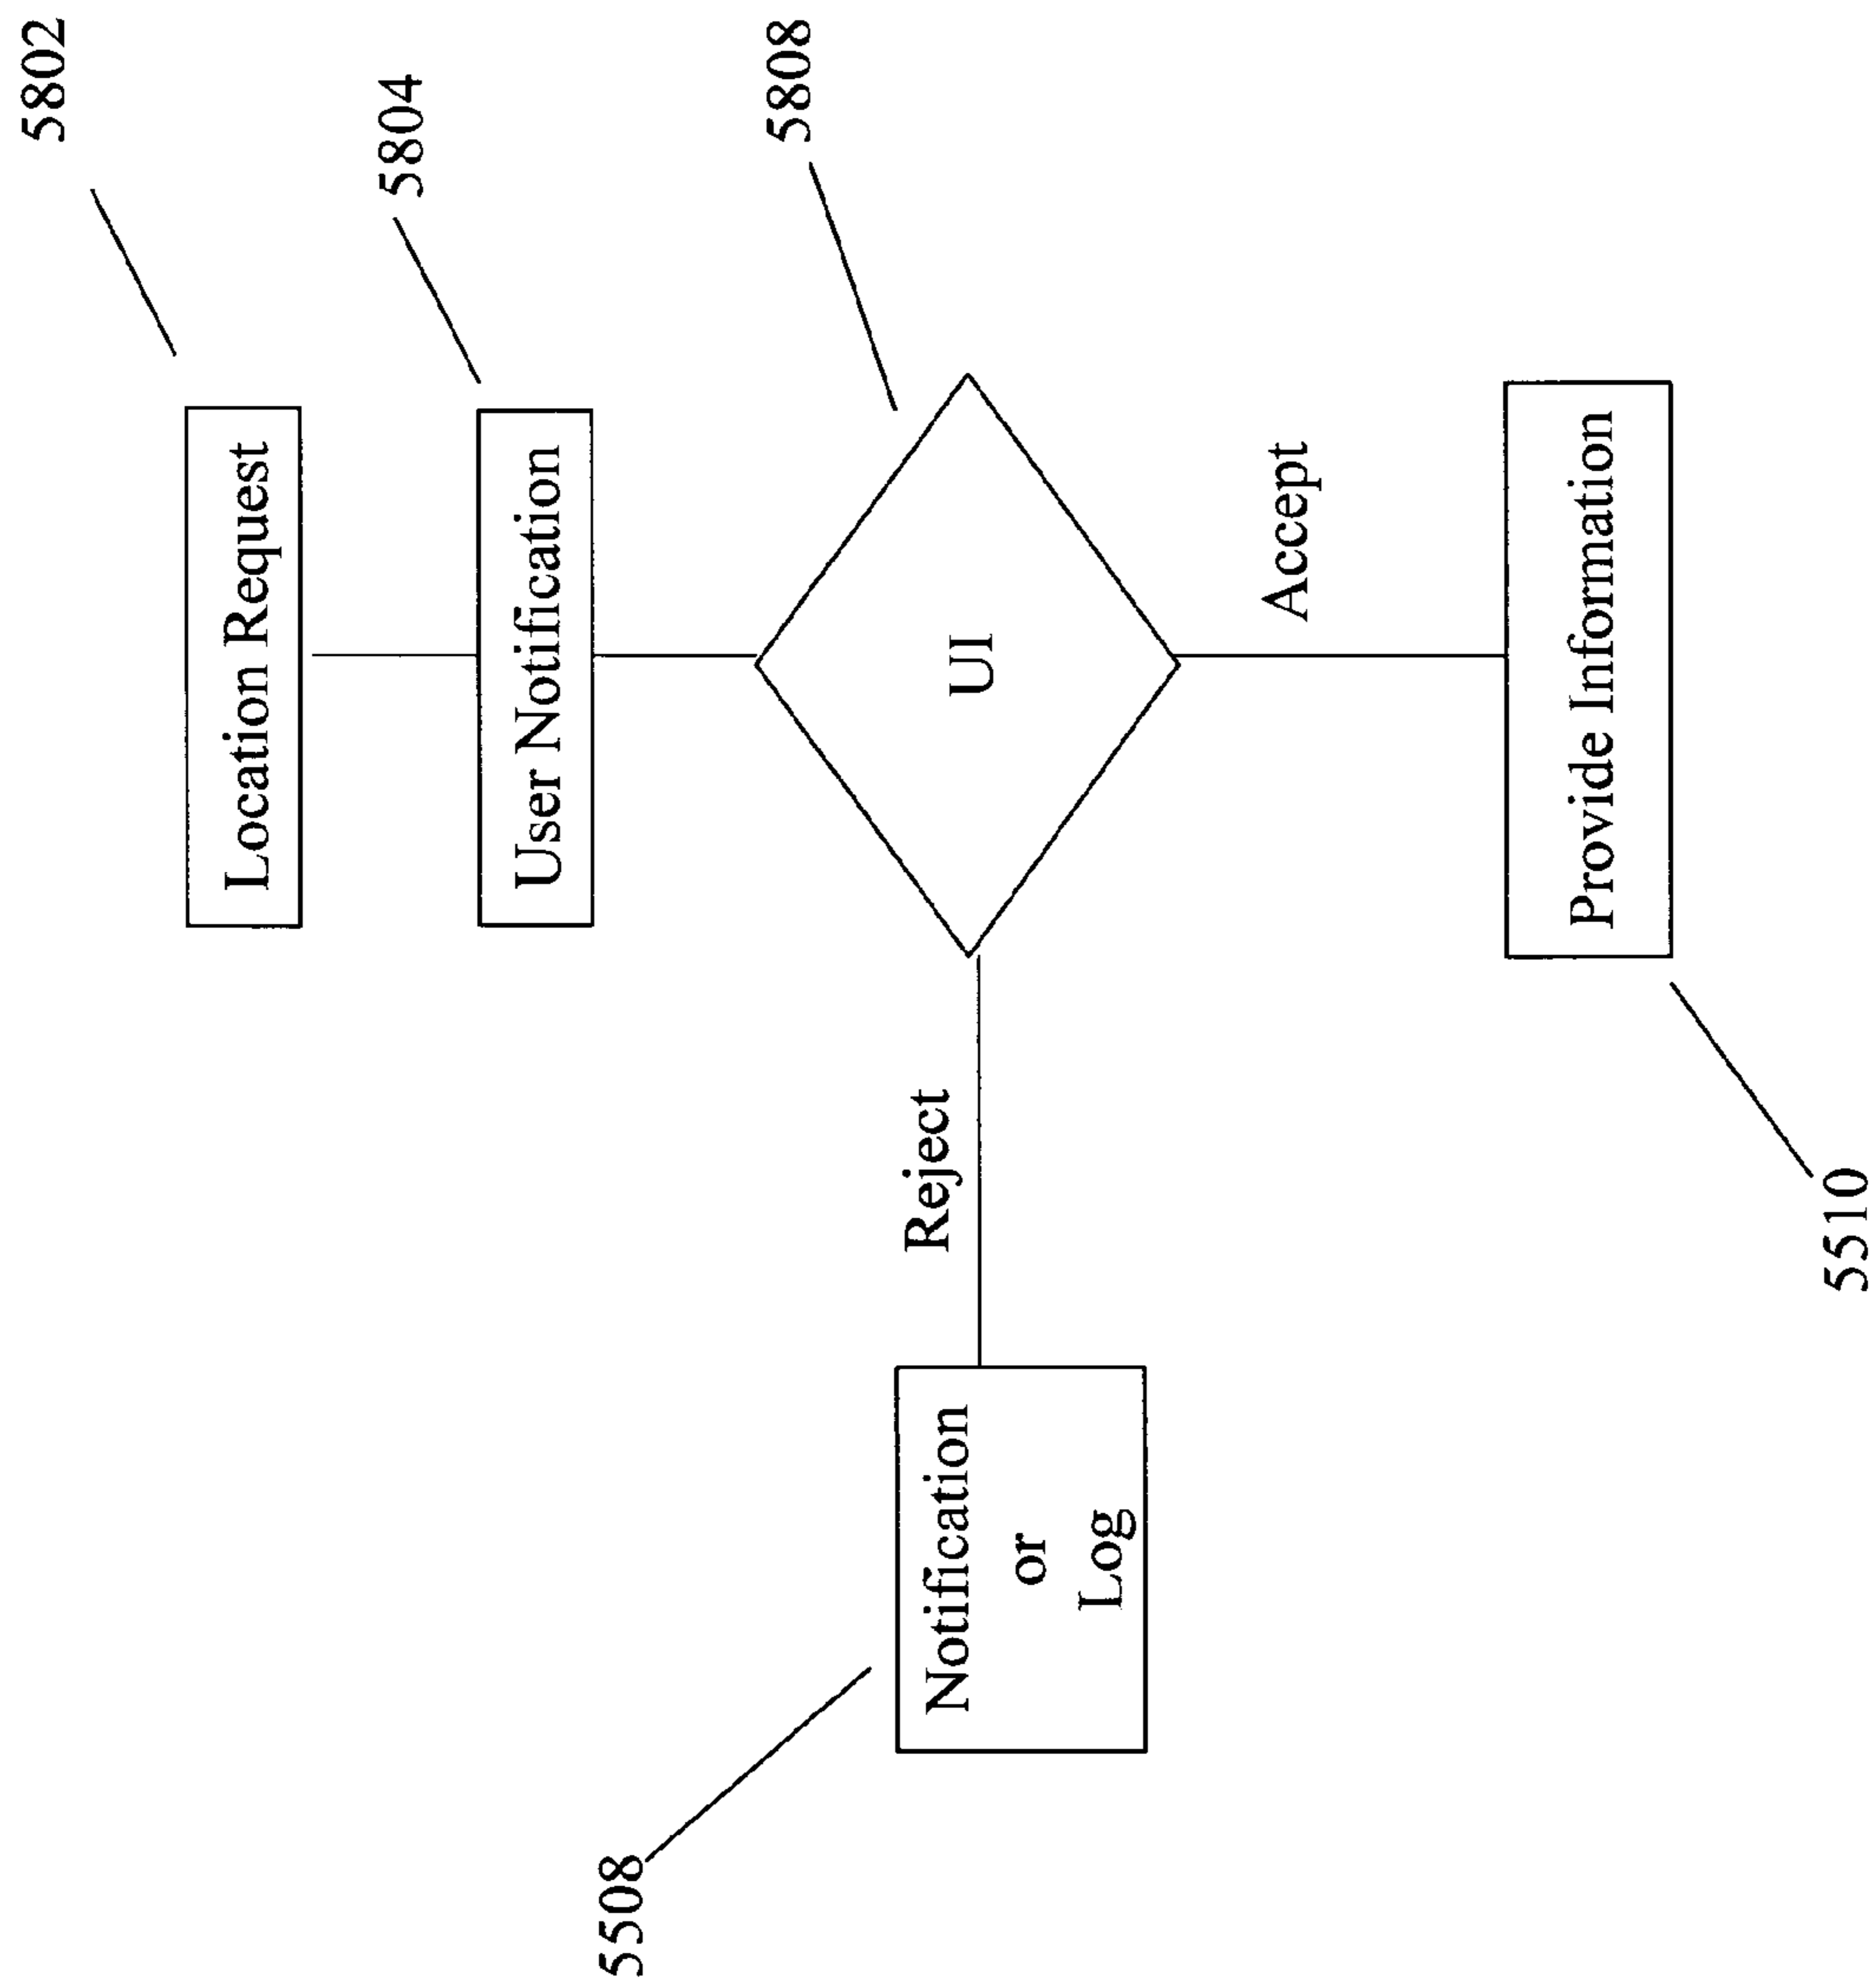 5802
Location Request
5804
User Notification
5808
UI
Reject
Accept
5508
Notification
or
Log
Provide Information
5510